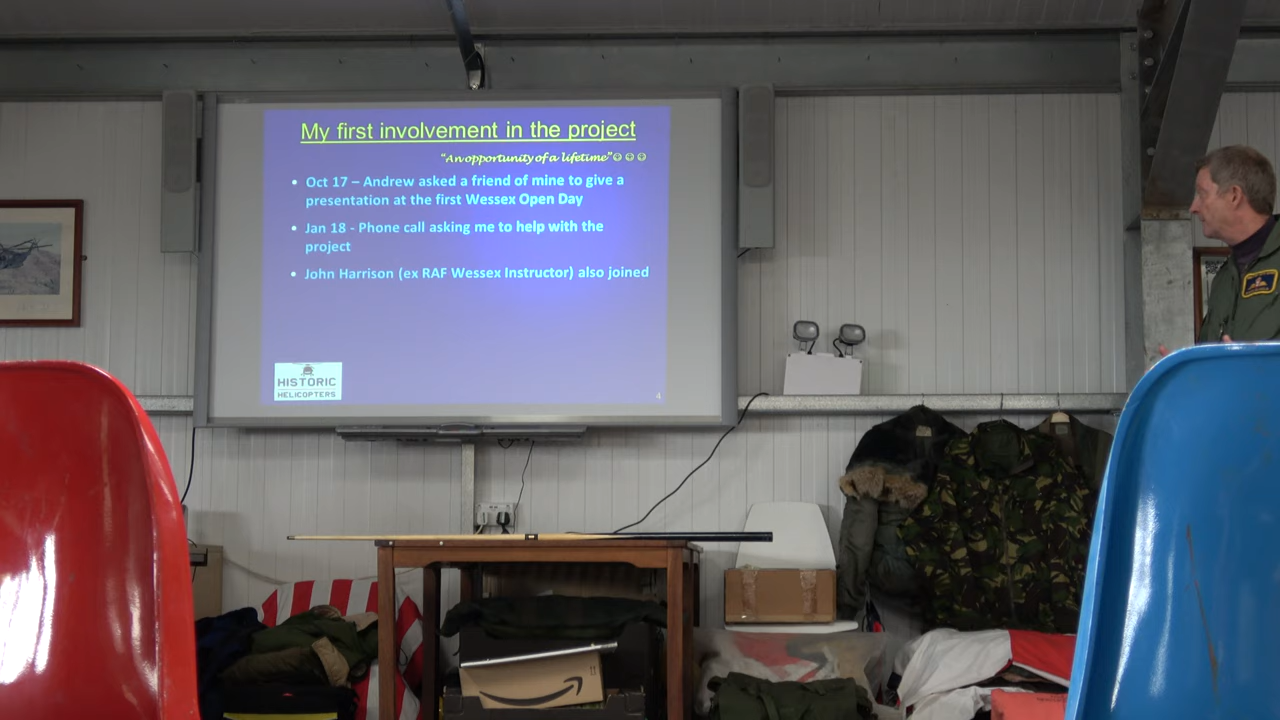 My first involvement in the project
"An opportunity of a lifetime"☺☺☺
• Oct 17 – Andrew asked a friend of mine to give a
presentation at the first Wessex Open Day
• Jan 18 - Phone call asking me to help with the
project
• John Harrison (ex RAF Wessex Instructor) also joined
HISTORIC
HELICOPTERS
4